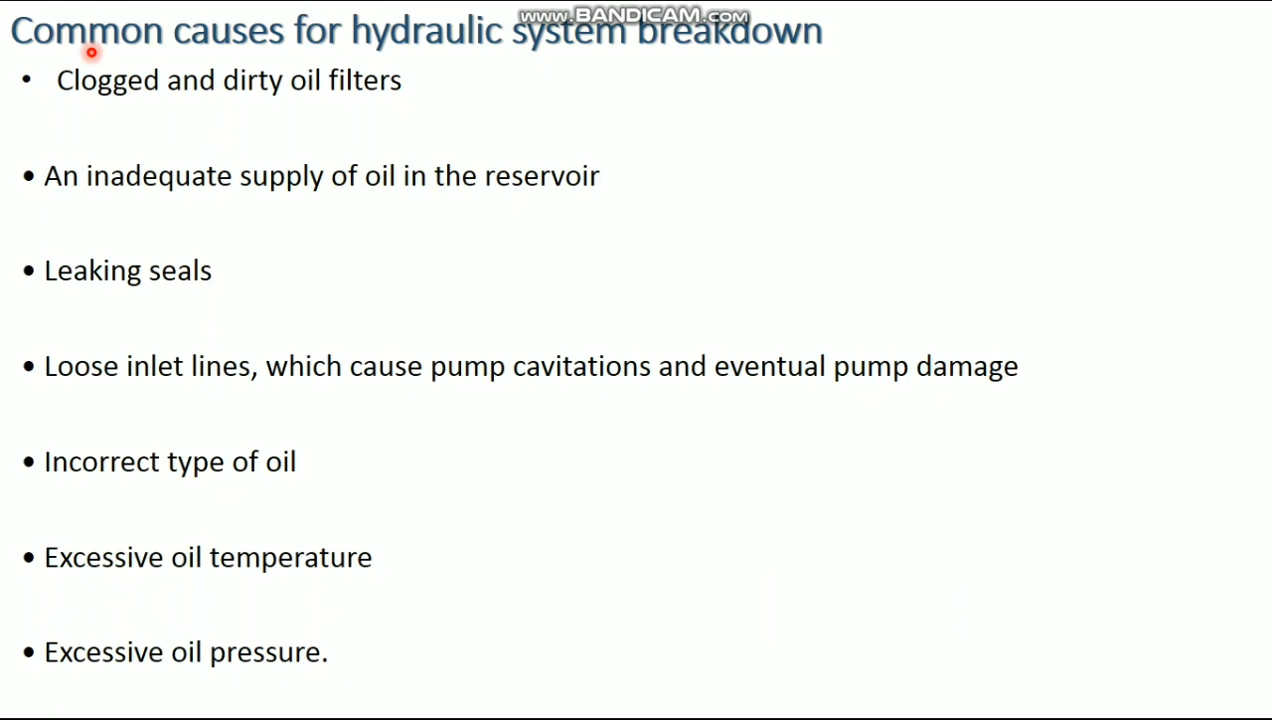 www.BANDICAM.com
Common causes for hydraulic system breakdown
• Clogged and dirty oil filters
• An inadequate supply of oil in the reservoir
• Leaking seals
• Loose inlet lines, which cause pump cavitations and eventual pump damage
• Incorrect type of oil
• Excessive oil temperature
• Excessive oil pressure.